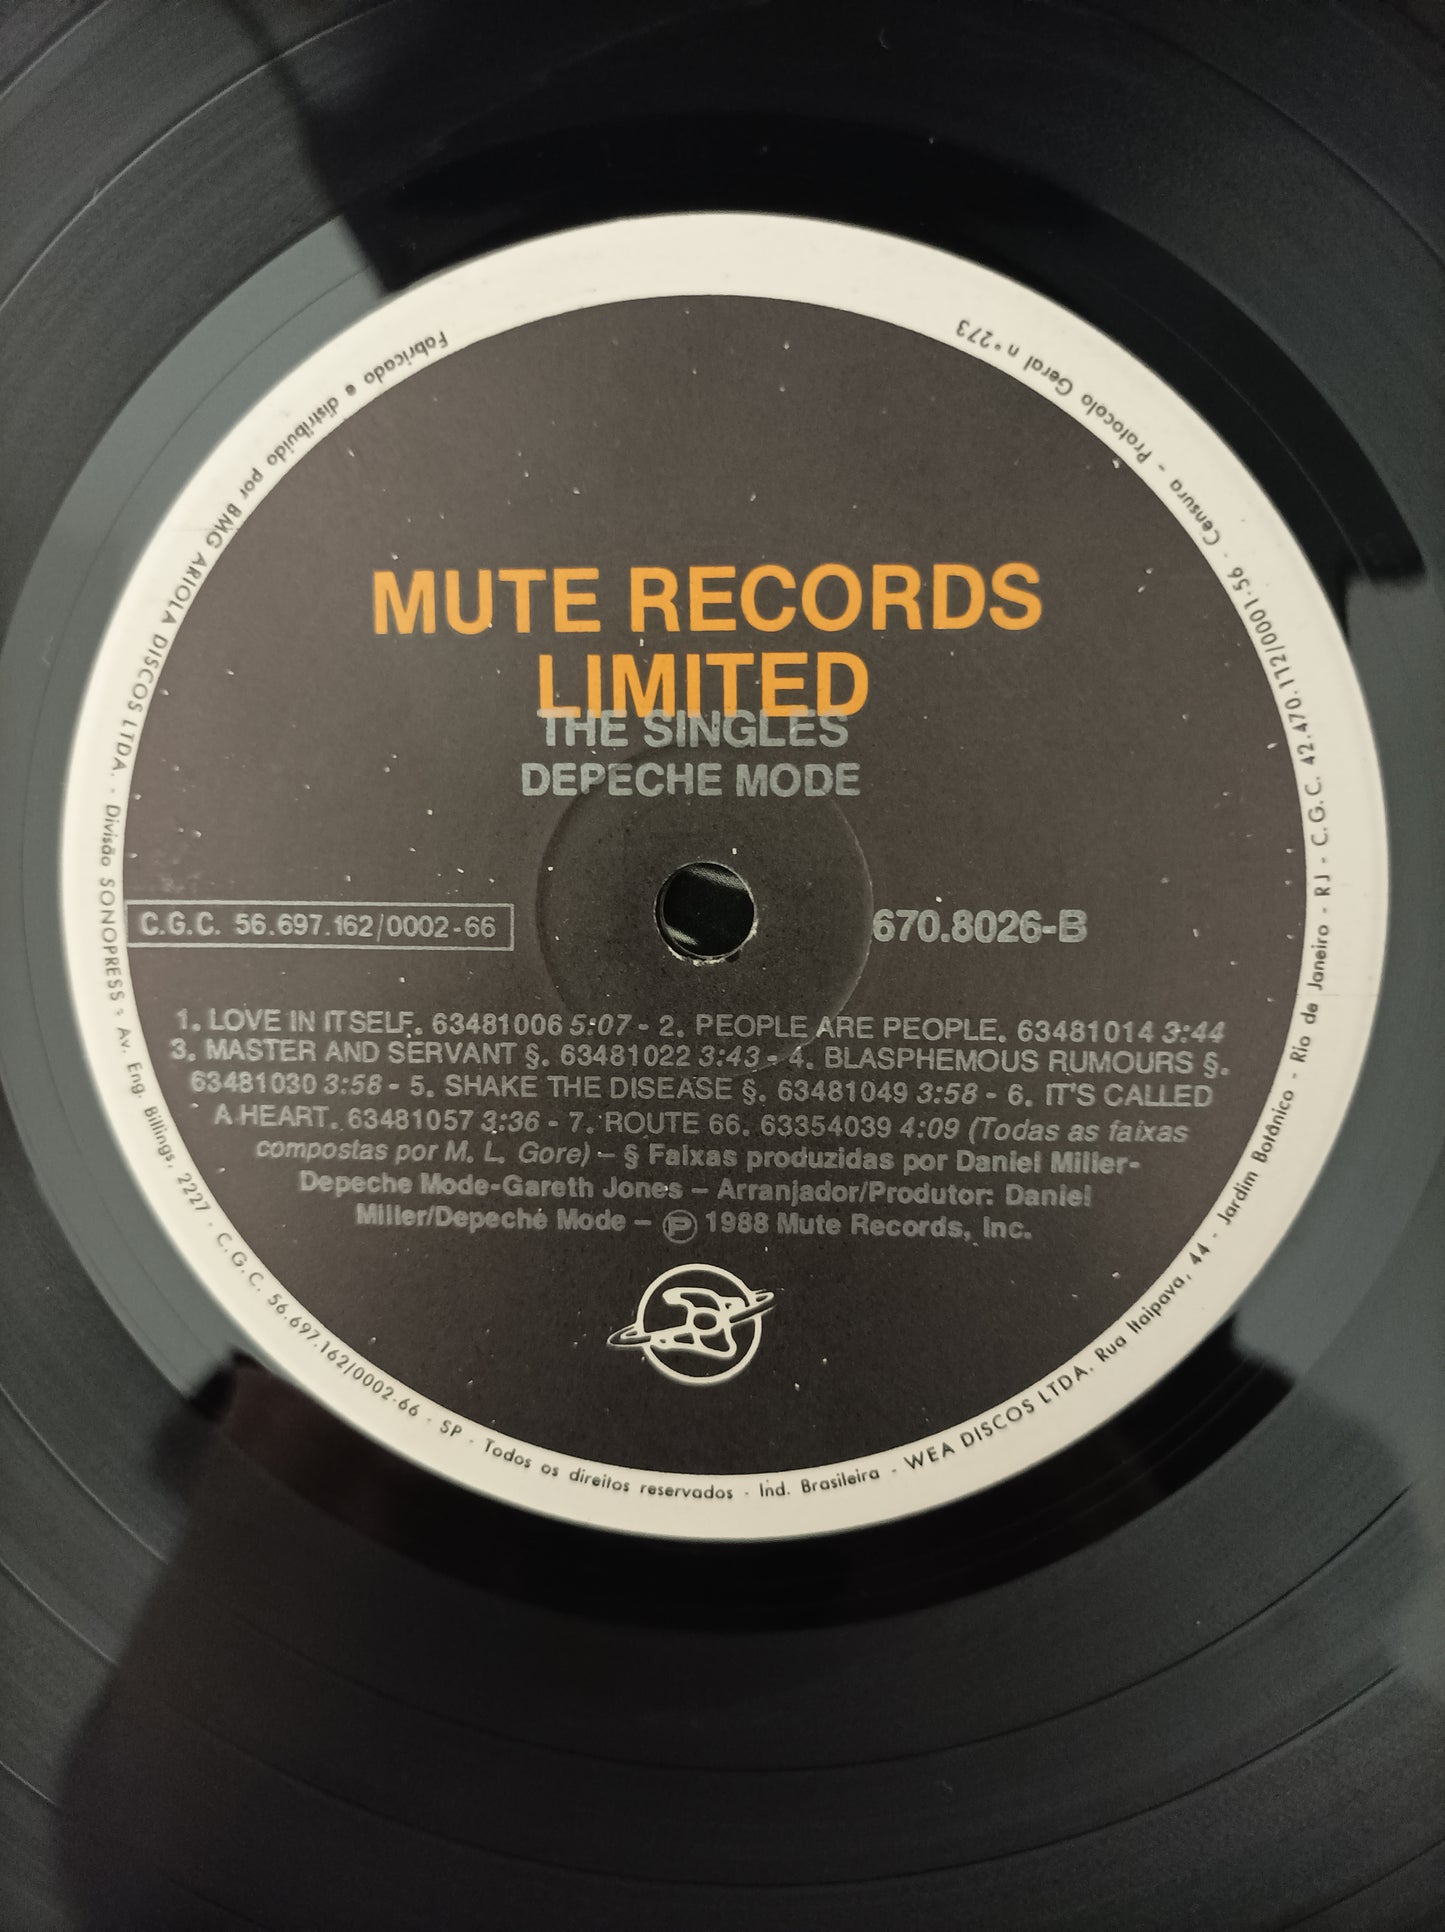 MUTE RECORDS
LIMITED
THE SINGLES
DEPECHE MODE
C.G.C. 56.697.162/0002-66
670.8026-B
1. LOVE IN ITSELF. 63481006 5:07 - 2. PEOPLE ARE PEOPLE. 63481014 3:44
3. MASTER AND SERVANT §. 63481022 3:43 - 4. BLASPHEMOUS RUMOURS §.
63481030 3:58 - 5. SHAKE THE DISEASE §. 63481049 3:58 - 6. IT'S CALLED
A HEART. 63481057 3:36 - 7. ROUTE 66. 63354039 4:09 (Todas as faixas
compostas por M. L. Gore) – § Faixas produzidas por Daniel Miller-
Depeche Mode-Gareth Jones – Arranjador/Produtor: Daniel
Miller/Depeche Mode – Ⓟ 1988 Mute Records, Inc.
Fabricado e distribuido por BMG ARIOLA DISCOS LTDA. - Divisão SONOPRESS - Av. Eng. Billings, 2227 - C.G.C. 56.697.162/0002-66 - SP - Todos os direitos reservados - Ind. Brasileira - WEA DISCOS LTDA. Rua Itaipava, 44 - Jardim Botânico - Rio de Janeiro - RJ - C.G.C. 42.470.112/0001-56 - Censura - Protocolo Geral n° 273